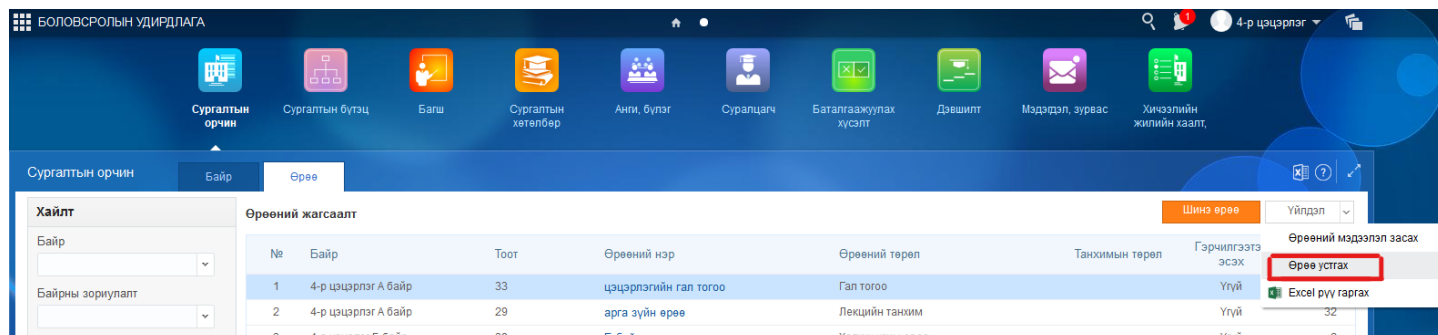 БОЛОВСРОЛЫН УДИРДЛАГА
1
4-р цэцэрлэг
Сургалтын орчин
Сургалтын бүтэц
Багш
Сургалтын хөтөлбөр
Анги, бүлэг
Суралцагч
Баталгаажуулах хүсэлт
Дэвшилт
Мэдэгдэл, зурвас
Хичээлийн жилийн хаалт,
Сургалтын орчин
Байр
Өрөө
Хайлт
Өрөөний жагсаалт
Шинэ өрөө
Үйлдэл
Байр
Өрөөний мэдээлэл засах
Өрөө устгах
Excel рүү гаргах
Байрны зориулалт
№ Байр Тоот Өрөөний нэр Өрөөний төрөл Танхимын төрөл Гэрчилгээтэ эсэх
1 4-р цэцэрлэг А байр 33 цэцэрлэгийн гал тогоо Гал тогоо Үгүй
2 4-р цэцэрлэг А байр 29 арга зүйн өрөө Лекцийн танхим Үгүй 32